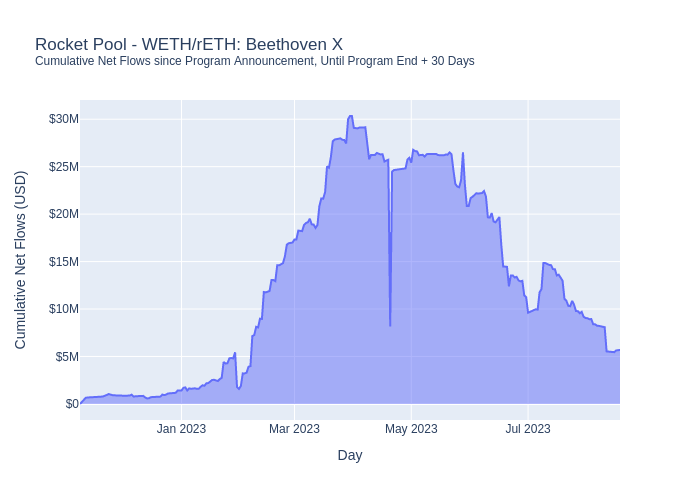 Rocket Pool - WETH/rETH: Beethoven X
Cumulative Net Flows since Program Announcement, Until Program End + 30 Days
Cumulative Net Flows (USD)
$30M
$25M
$20M
$15M
$10M
$5M
$0
Jan 2023
Mar 2023
May 2023
Jul 2023
Day